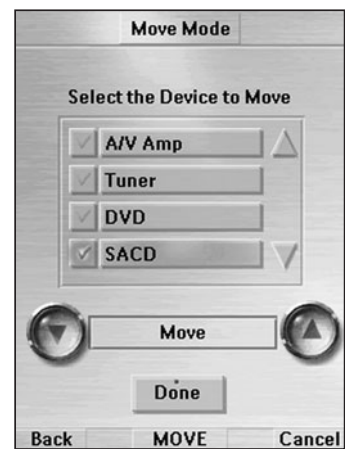 Move Mode
Select the Device to Move
A/V Amp
Tuner
DVD
SACD
Move
Done
Back MOVE Cancel